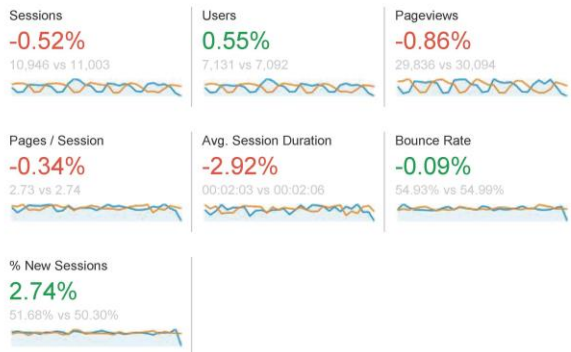 Sessions
-0.52%
10,946 vs 11,003
Users
0.55%
7,131 vs 7,092
Pageviews
-0.86%
29,836 vs 30,094
Pages / Session
-0.34%
2.73 vs 2.74
Avg. Session Duration
-2.92%
00:02:03 vs 00:02:06
Bounce Rate
-0.09%
54.93% vs 54.99%
% New Sessions
2.74%
51.68% vs 50.30%